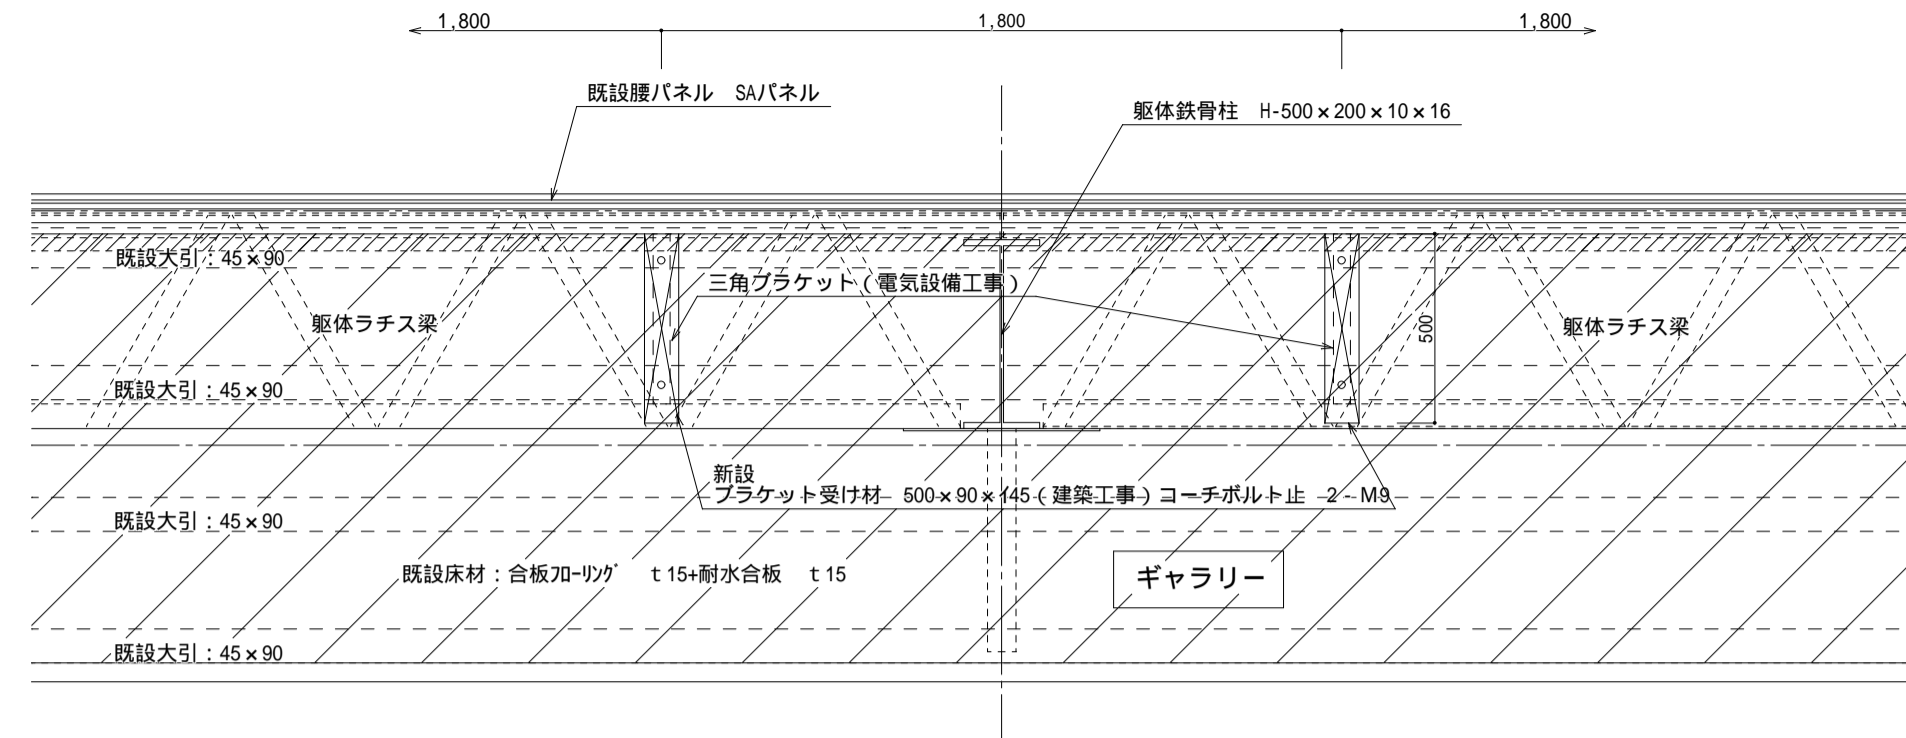 1,800
1,800
1,800
既設腰パネル SAパネル
躯体鉄骨柱 H-500×200×10×16
既設大引：45×90
三角ブラケット（電気設備工事）
躯体ラチス梁
躯体ラチス梁
500
既設大引：45×90
新設
ブラケット受け材 500×90×145（建築工事）コーチボルト止 2-M9
既設大引：45×90
既設床材：合板ﾌﾛｰﾘﾝｸﾞ t15+耐水合板 t15
ギャラリー
既設大引：45×90